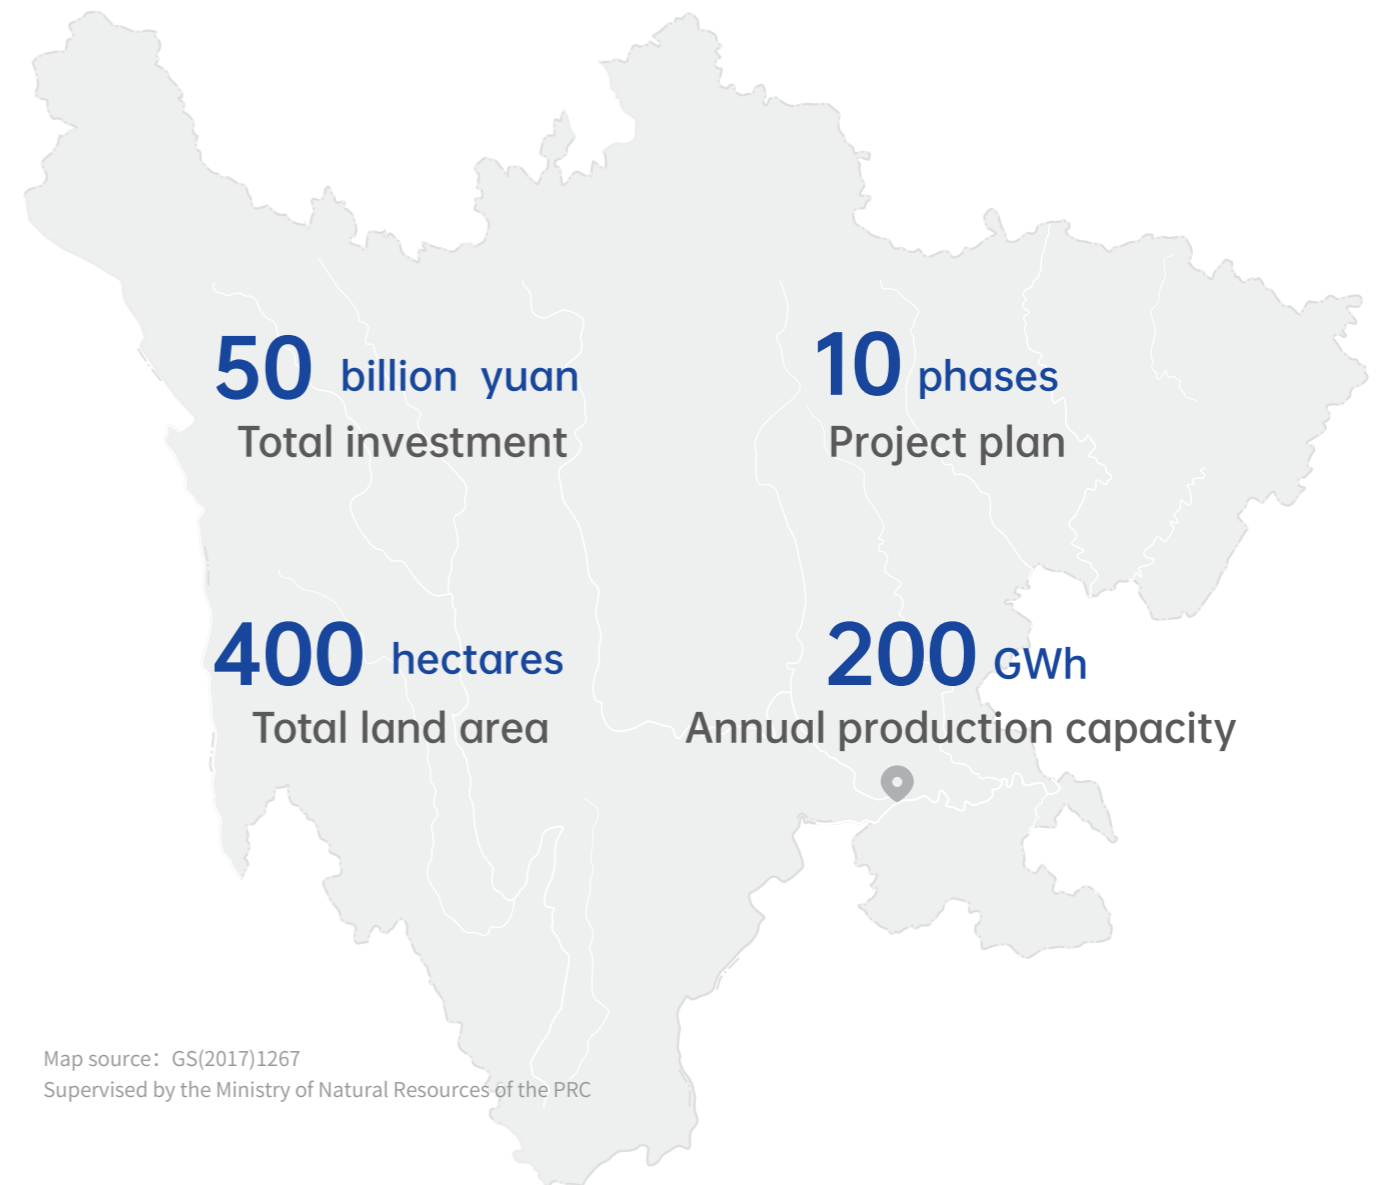 50 billion yuan
Total investment
10 phases
Project plan
400 hectares
Total land area
200 GWh
Annual production capacity
Map source：GS(2017)1267
Supervised by the Ministry of Natural Resources of the PRC